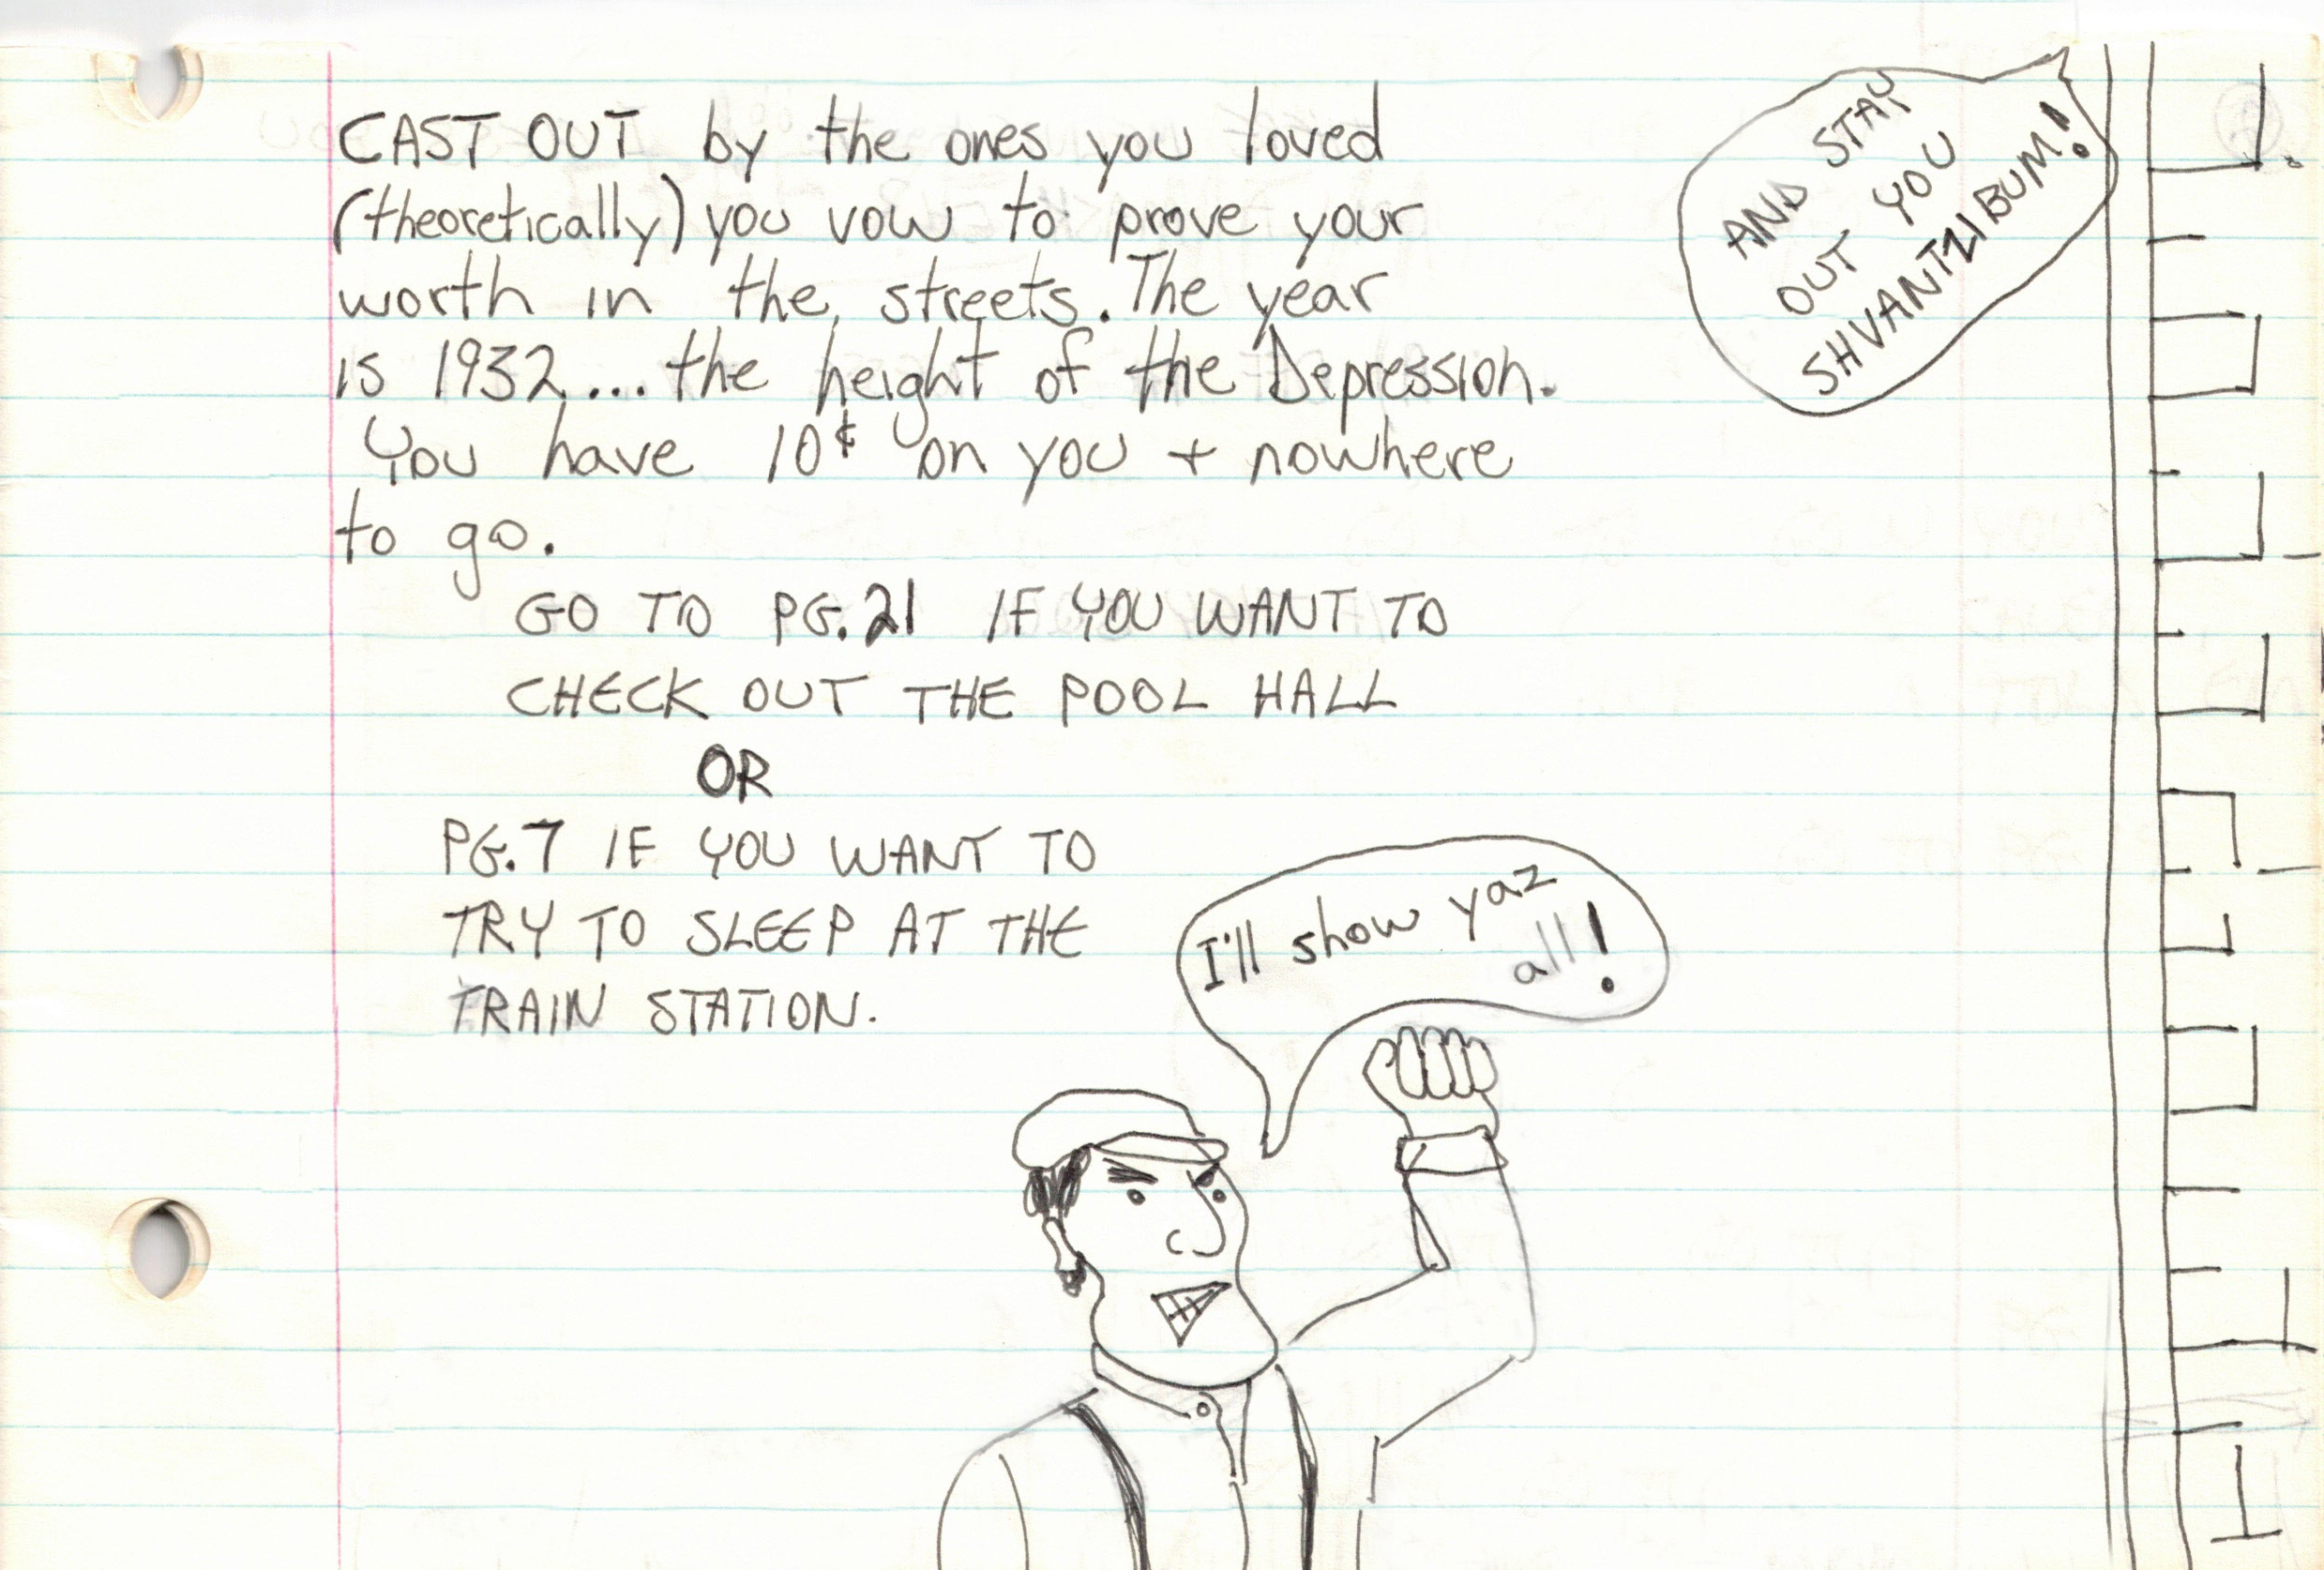 CAST OUT by the ones you loved
(theoretically) you vow to prove your
worth in the streets. The year
is 1932... the height of the Depression.
You have 10¢ on you + nowhere
to go.
GO TO PG.21 IF YOU WANT TO
CHECK OUT THE POOL HALL
OR
PG.7 IF YOU WANT TO
TRY TO SLEEP AT THE
TRAIN STATION.
AND STAY
OUT YOU
SHVANTZIBUM!
I'll show yaz
all!